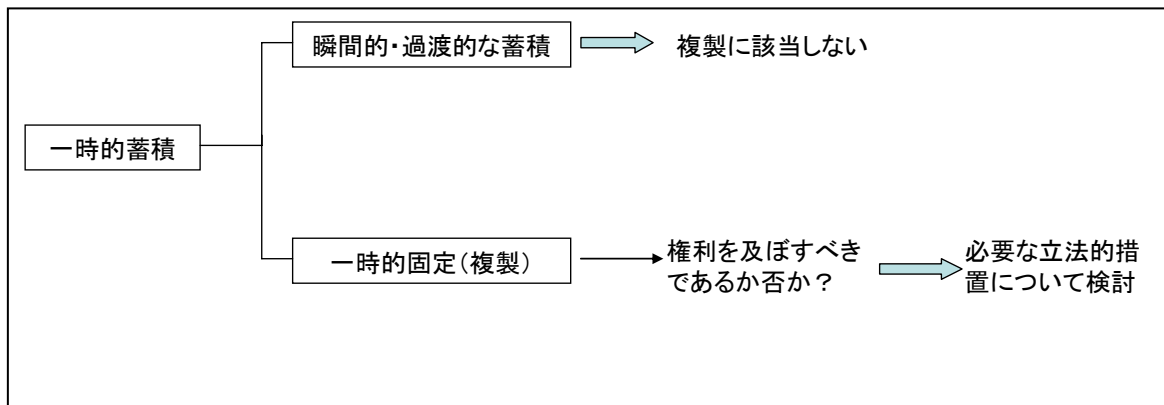 瞬間的・過渡的な蓄積
複製に該当しない
一時的蓄積
一時的固定(複製)
権利を及ぼすべき
であるか否か？
必要な立法的措
置について検討